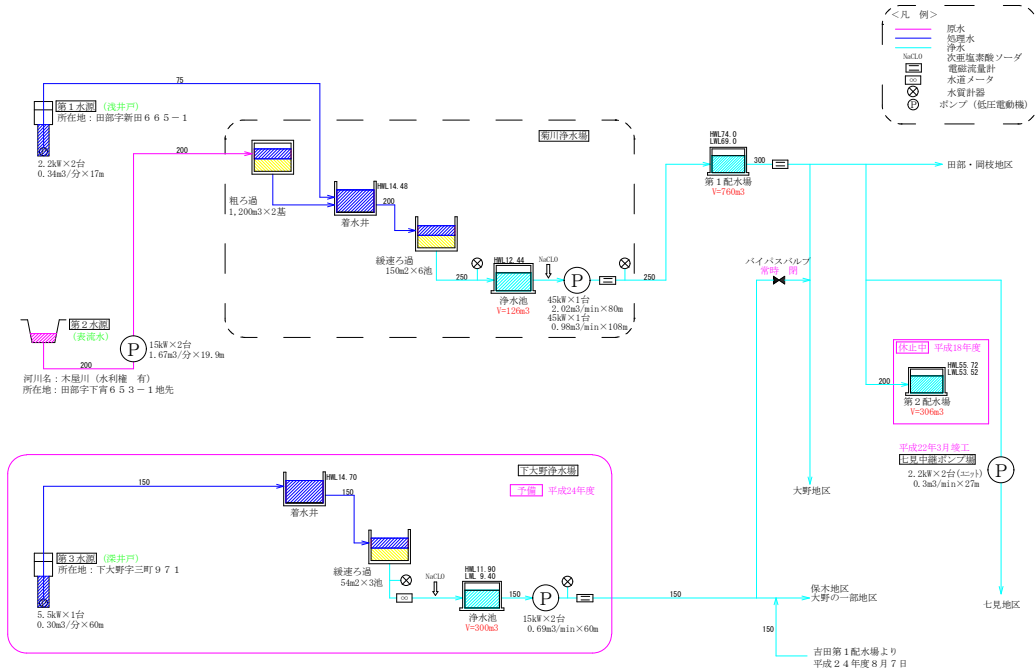 ＜凡　例＞
原水
処理水
浄水
NaCLO 次亜塩素酸ソーダ
電磁流量計
∞ 水道メータ
水質計器
P ポンプ（低圧電動機）
75
第１水源 (浅井戸)
所在地：田部字新田６６５－１
2.2kW×2台
0.34m3/分×17m
200
菊川浄水場
粗ろ過
1,200m3×2基
HWL14.48
200
着水井
緩速ろ過
150m2×6池
250
HWL12.44
浄水池
V=126m3
NaCLO
P
45kW×1台
2.02m3/min×80m
45kW×1台
0.98m3/min×108m
250
HWL74.0
LWL69.0
300
第１配水場
V=760m3
田部・岡枝地区
バイパスバルブ
常時　閉
第２水源
(表流水)
P
15kW×2台
1.67m3/分×19.9m
200
河川名：木屋川（水利権　有）
所在地：田部字下宵６５３－１地先
休止中 平成18年度
HWL55.72
LWL53.52
200
第２配水場
V=306m3
平成22年3月竣工
七見中継ポンプ場
P
2.2kW×2台(ユニット)
0.3m3/min×27m
大野地区
七見地区
下大野浄水場
予備 平成24年度
150
HWL14.70
150
着水井
第３水源 (深井戸)
所在地：下大野字三町９７１
5.5kW×1台
0.30m3/分×60m
緩速ろ過
54m2×3池
∞
NaCLO
HWL11.90
LWL 9.40
浄水池
V=300m3
150
P
15kW×2台
0.69m3/min×60m
150
150
保木地区
大野の一部地区
150
吉田第１配水場より
平成２４年度８月７日